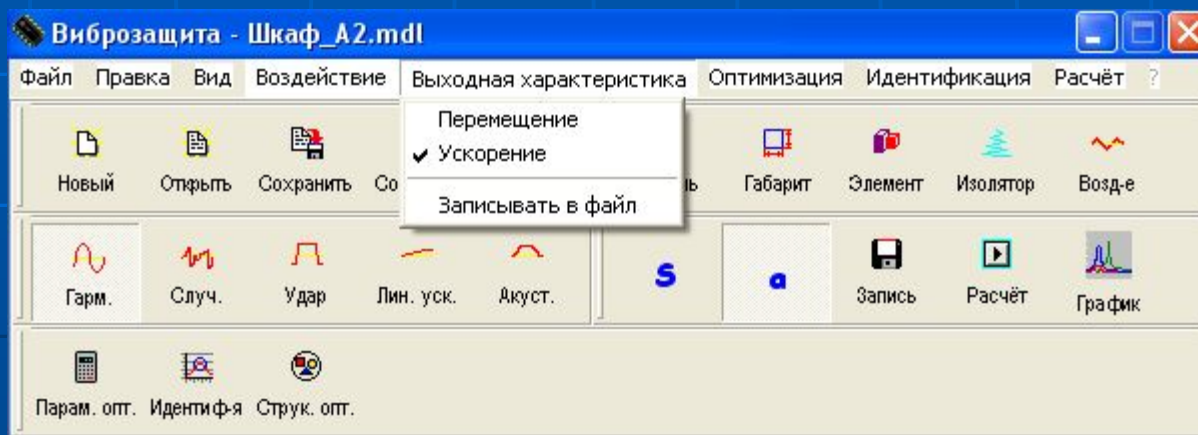 Виброзащита - Шкаф_A2.mdl
Файл Правка Вид Воздействие Выходная характеристика Оптимизация Идентификация Расчёт ?
Перемещение
Ускорение
Записывать в файл
Новый Открыть Сохранить Габарит Элемент Изолятор Возд-е
Гарм. Случ. Удар Лин. уск. Акуст. S a Запись Расчёт График
Парам. опт. Идентиф-я Струк. опт.